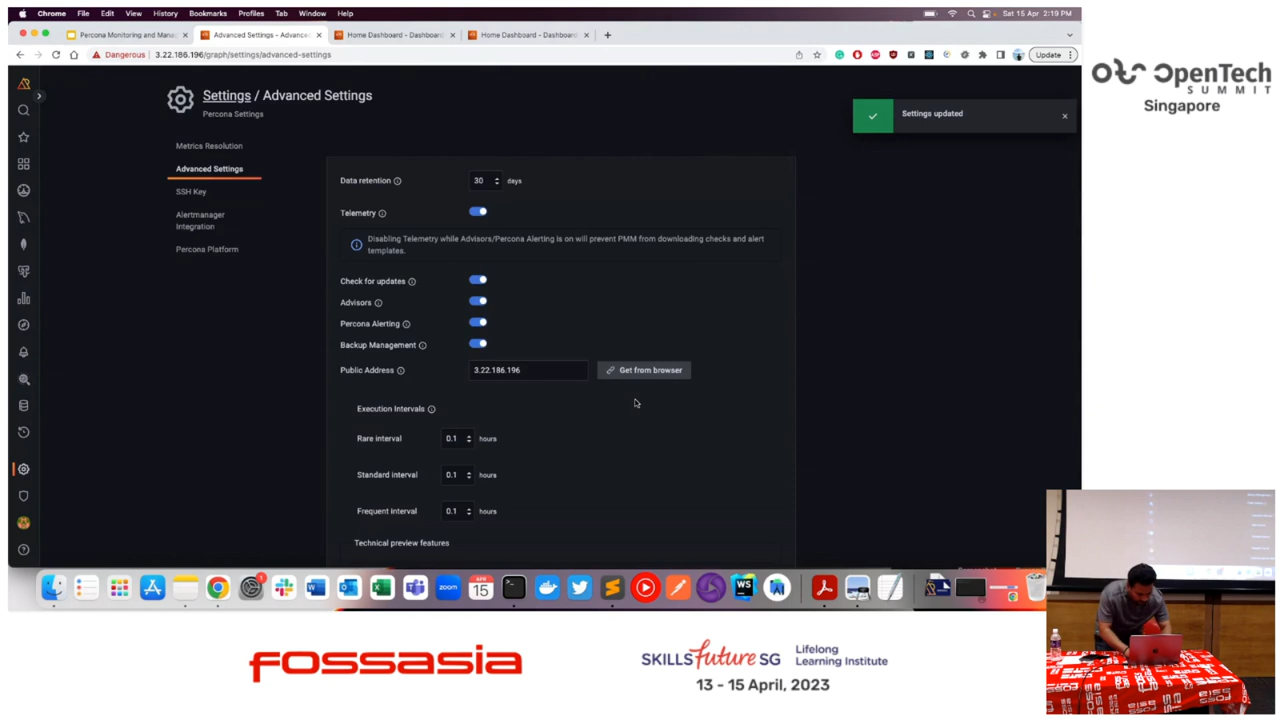 Chrome File Edit View History Bookmarks Profiles Tab Window Help
Sat 15 Apr 2:19 PM
Percona Monitoring and Mana
Advanced Settings - Advance
Home Dashboard - Dashboard
Home Dashboard - Dashboard
Dangerous 3.22.186.196/graph/settings/advanced-settings
Update
Settings / Advanced Settings
Percona Settings
Settings updated
Metrics Resolution
Advanced Settings
SSH Key
Alertmanager
Integration
Percona Platform
Data retention 30 days
Telemetry
Disabling Telemetry while Advisors/Percona Alerting is on will prevent PMM from downloading checks and alert
templates.
Check for updates
Advisors
Percona Alerting
Backup Management
Public Address 3.22.186.196 Get from browser
Execution Intervals
Rare interval 0.1 hours
Standard interval 0.1 hours
Frequent interval 0.1 hours
Technical preview features
APR
15
zoom
WS
OpenTech
SUMMIT
Singapore
FOSSASIA
SKILLS future SG
Lifelong
Learning Institute
13 - 15 April, 2023